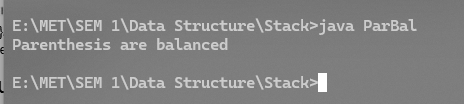 E:\MET\SEM 1\Data Structure\Stack>java ParBal
Parenthesis are balanced
E:\MET\SEM 1\Data Structure\Stack>